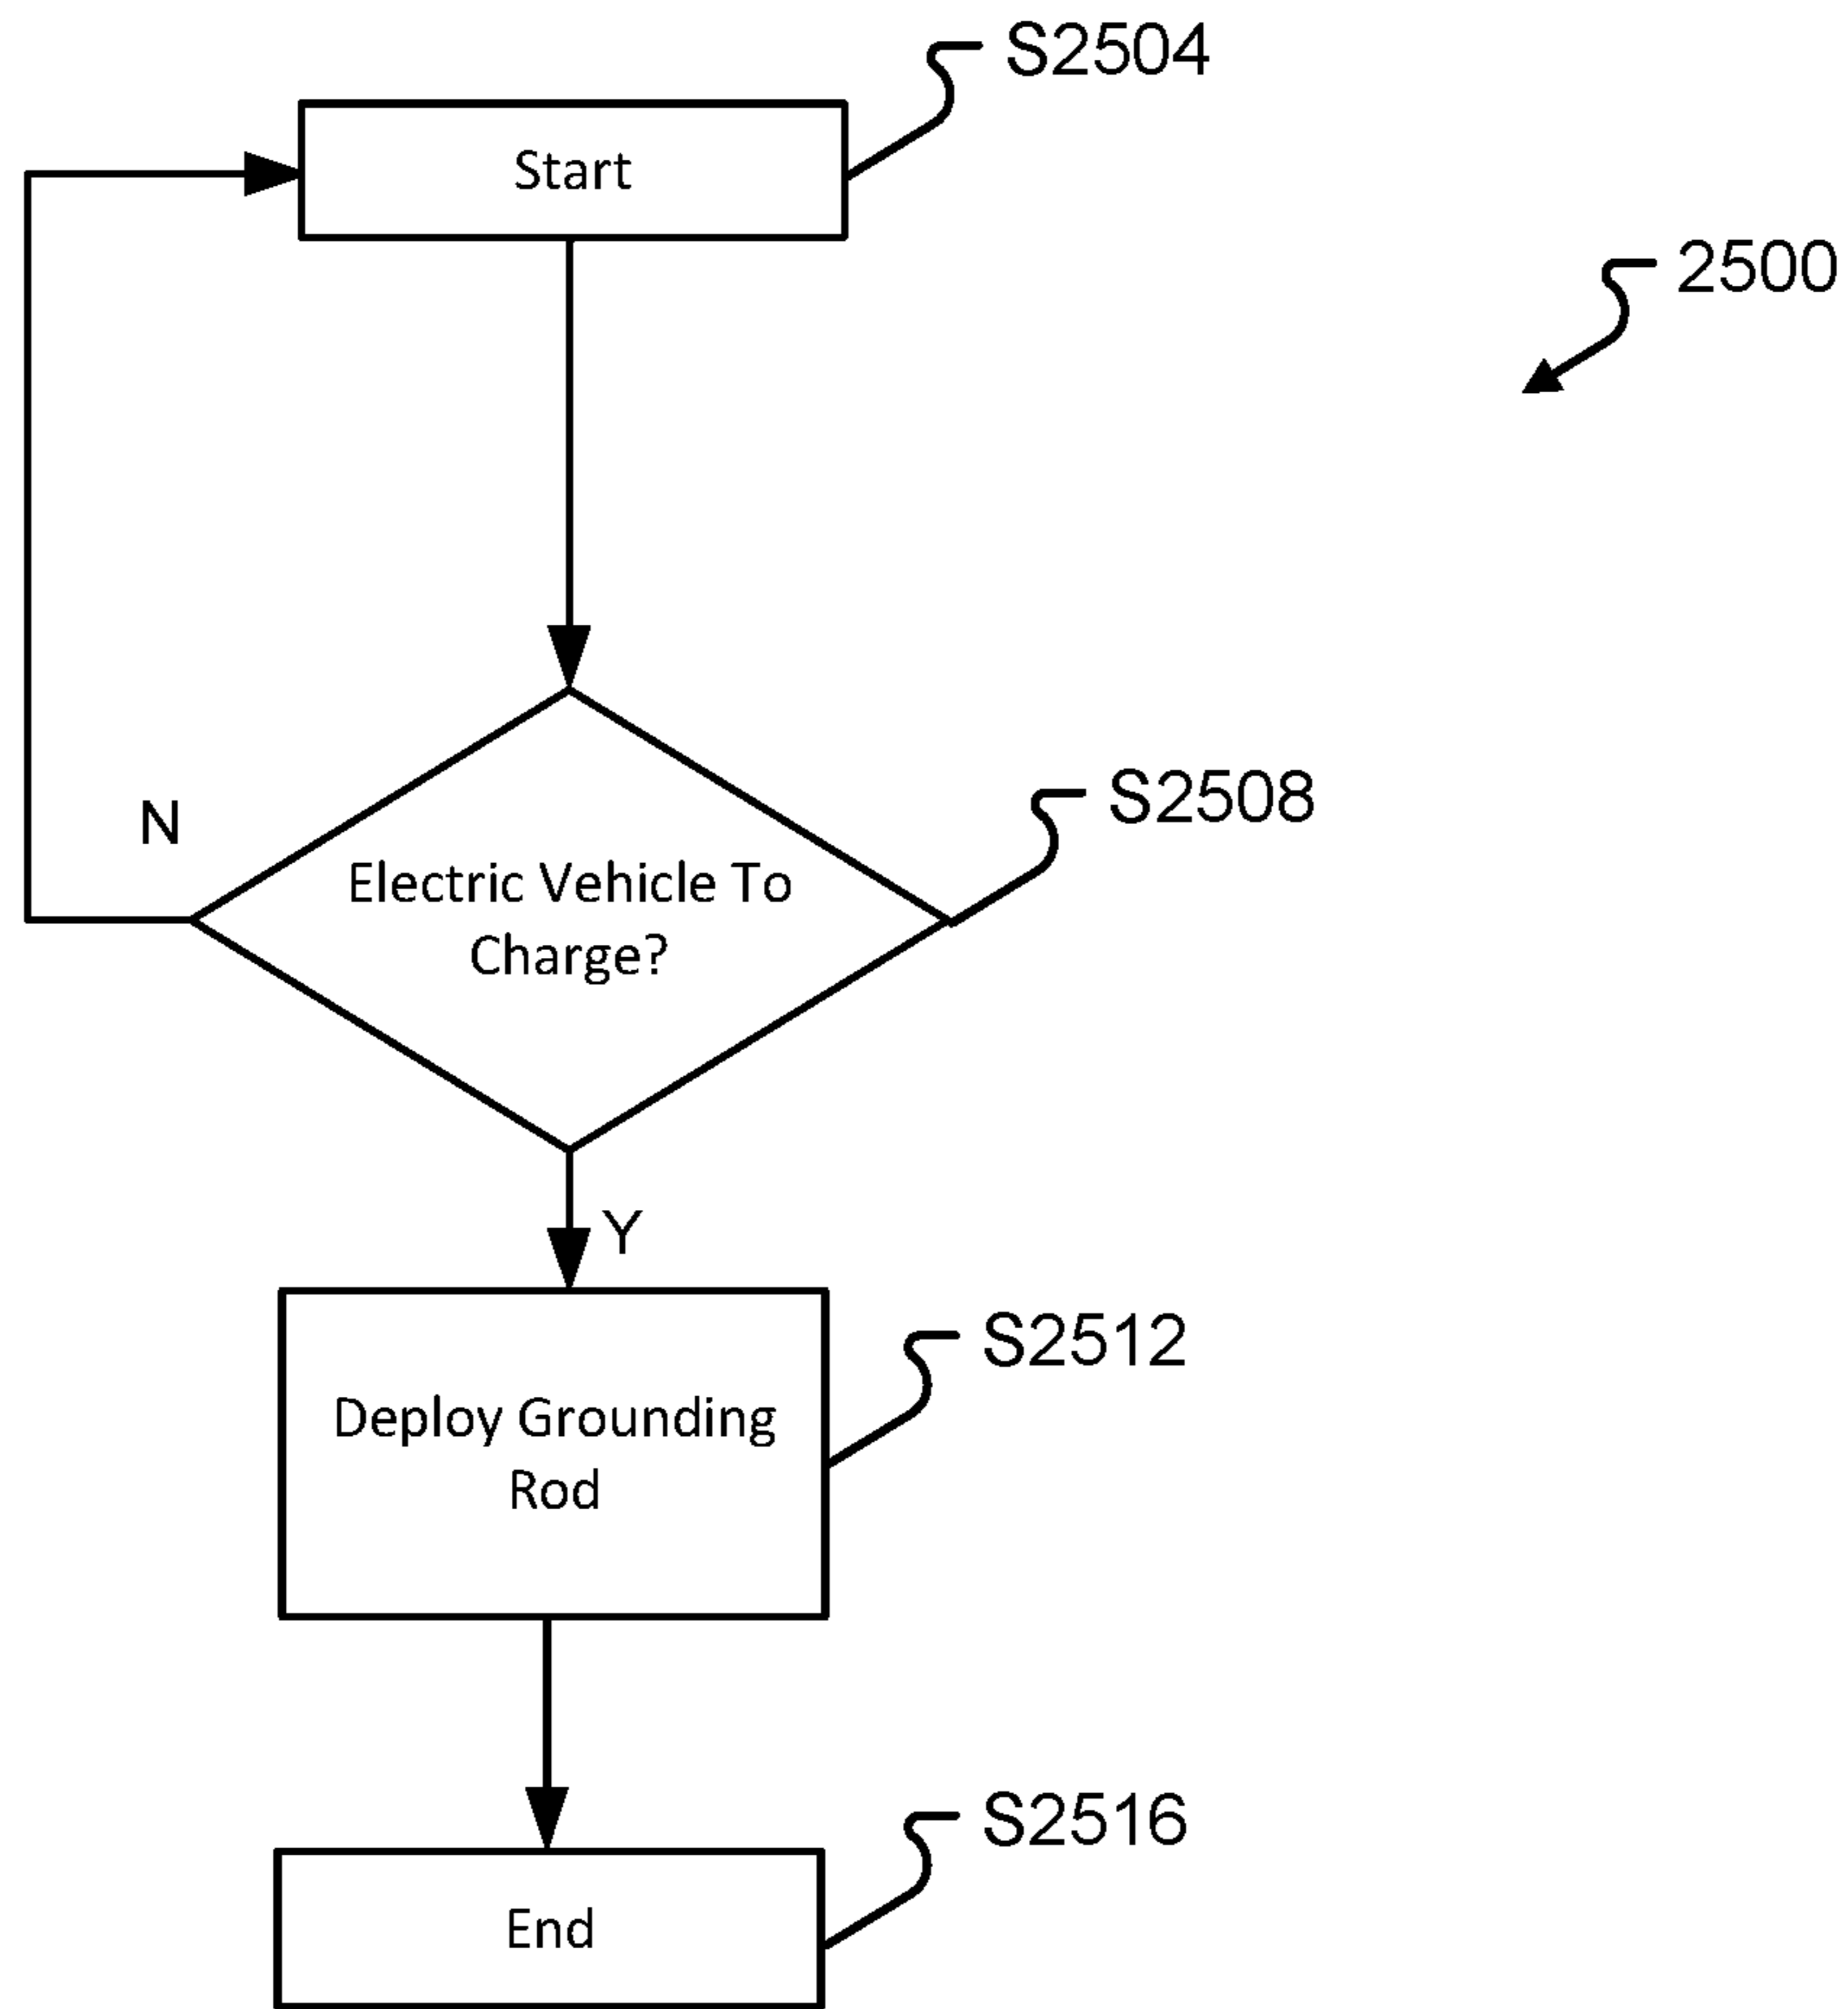 S2504
Start
2500
N
S2508
Electric Vehicle To
Charge?
Y
S2512
Deploy Grounding
Rod
S2516
End